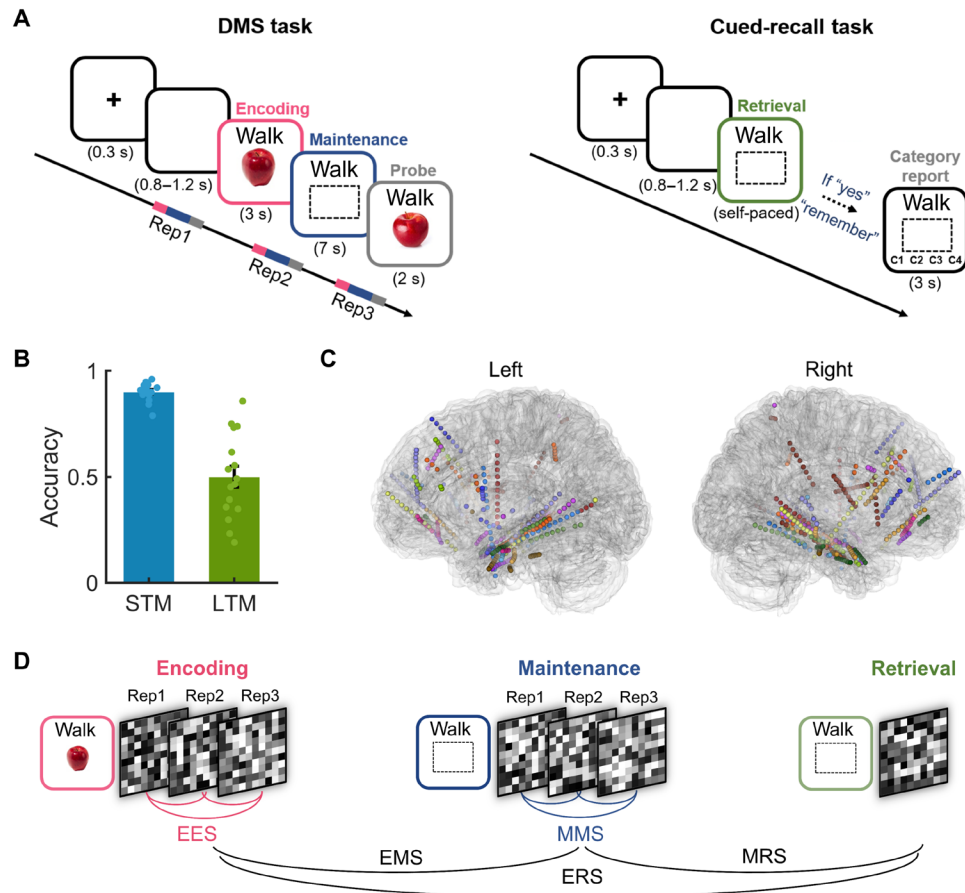 A
DMS task
Cued-recall task
+
(0.3 s)
(0.8–1.2 s)
Encoding
Walk
(3 s)
Maintenance
Walk
(7 s)
Probe
Walk
(2 s)
Rep1
Rep2
Rep3
+
(0.3 s)
(0.8–1.2 s)
Retrieval
Walk
(self-paced)
If “yes”
“remember”
Category
report
Walk
C1 C2 C3 C4
(3 s)
B
Accuracy
1
0.5
0
STM LTM
C
Left
Right
D
Encoding
Maintenance
Retrieval
Walk
Rep1 Rep2 Rep3
Walk
Rep1 Rep2 Rep3
Walk
EES
MMS
EMS
MRS
ERS